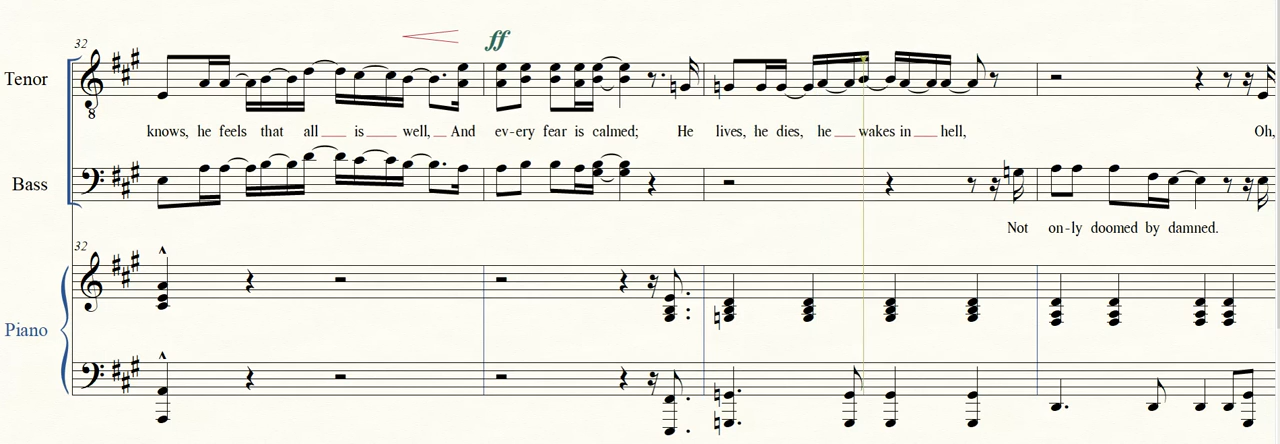 32
ff
Tenor
8
knows, he feels that all is well, And ev-ery fear is calmed; He lives, he dies, he wakes in hell, Oh,
Bass
Not on-ly doomed by damned.
32
Piano